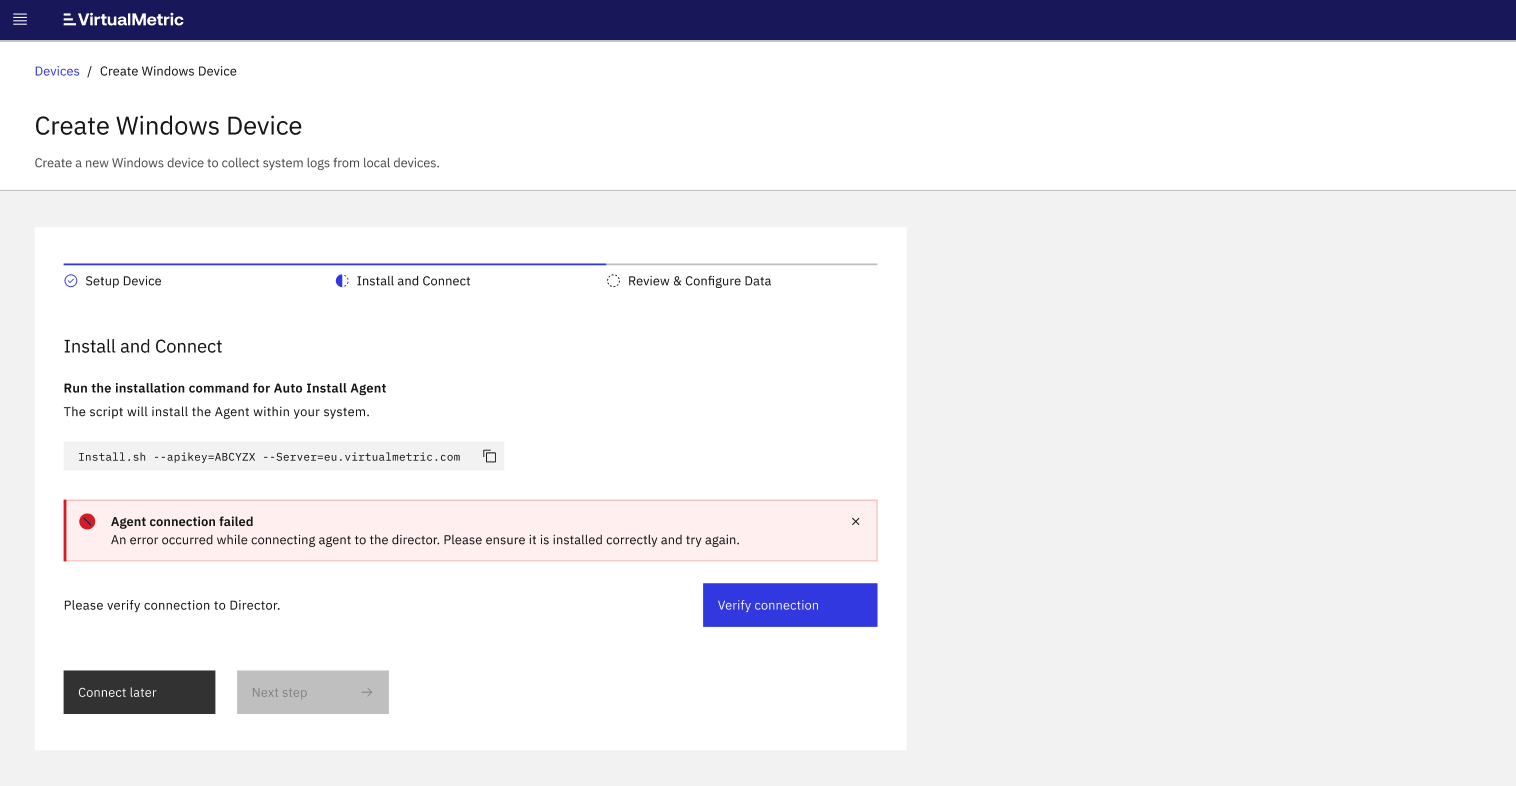 VirtualMetric
Devices / Create Windows Device
Create Windows Device
Create a new Windows device to collect system logs from local devices.
Setup Device
Install and Connect
Review & Configure Data
Install and Connect
Run the installation command for Auto Install Agent
The script will install the Agent within your system.
Install.sh --apikey=ABCYZX --Server=eu.virtualmetric.com
Agent connection failed
An error occurred while connecting agent to the director. Please ensure it is installed correctly and try again.
Please verify connection to Director.
Verify connection
Connect later
Next step